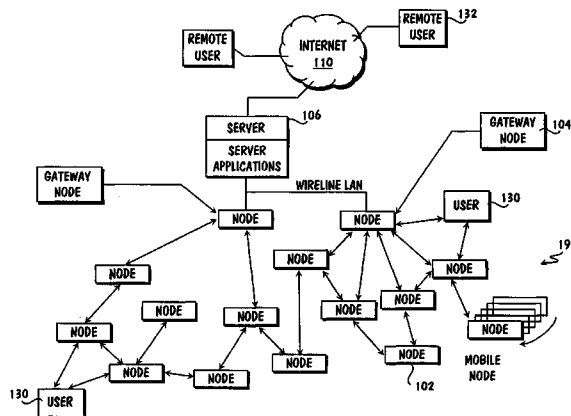 REMOTE
USER
132
REMOTE
USER
INTERNET
110
106
SERVER
SERVER
APPLICATIONS
GATEWAY
NODE
104
GATEWAY
NODE
WIRELINE LAN
NODE
NODE
USER
130
NODE
NODE
NODE
19
NODE
NODE
NODE
NODE
NODE
NODE
NODE
MOBILE
NODE
NODE
NODE
NODE
NODE
102
130
USER